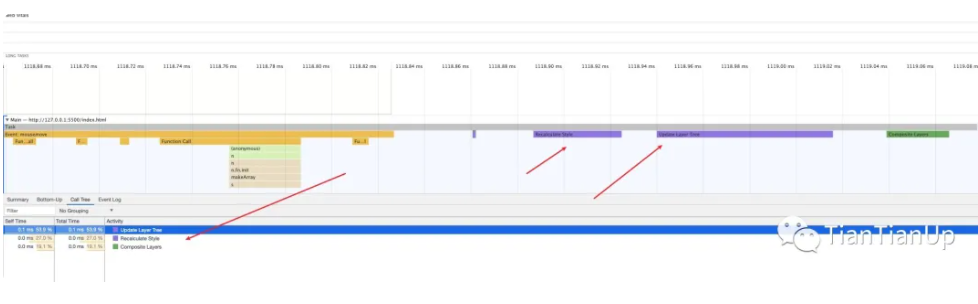 LONG TASKS
1118.68 ms 1118.70 ms 1118.72 ms 1118.74 ms 1118.76 ms 1118.78 ms 1118.80 ms 1118.82 ms 1118.84 ms 1118.86 ms 1118.88 ms 1118.90 ms 1118.92 ms 1118.94 ms 1118.96 ms 1118.98 ms 1119.00 ms 1119.02 ms 1119.04 ms 1119.06 ms 1119.08 ms
▼ Main — http://127.0.0.1:5500/index.html
Task
Event: mousemove Recalculate Style Update Layer Tree Composite Layers
Fun...all F... Function Call Fu...l
(anonymous)
n
n
n.fn.init
makeArray
s
Summary Bottom-Up Call Tree Event Log
Filter No Grouping
Self Time Total Time Activity
0.1 ms 0.1 ms Update Layer Tree
0.0 ms 27.0 % 0.0 ms 27.0 % Recalculate Style
0.0 ms 19.1 % 0.0 ms 19.1 % Composite Layers
TianTianUp